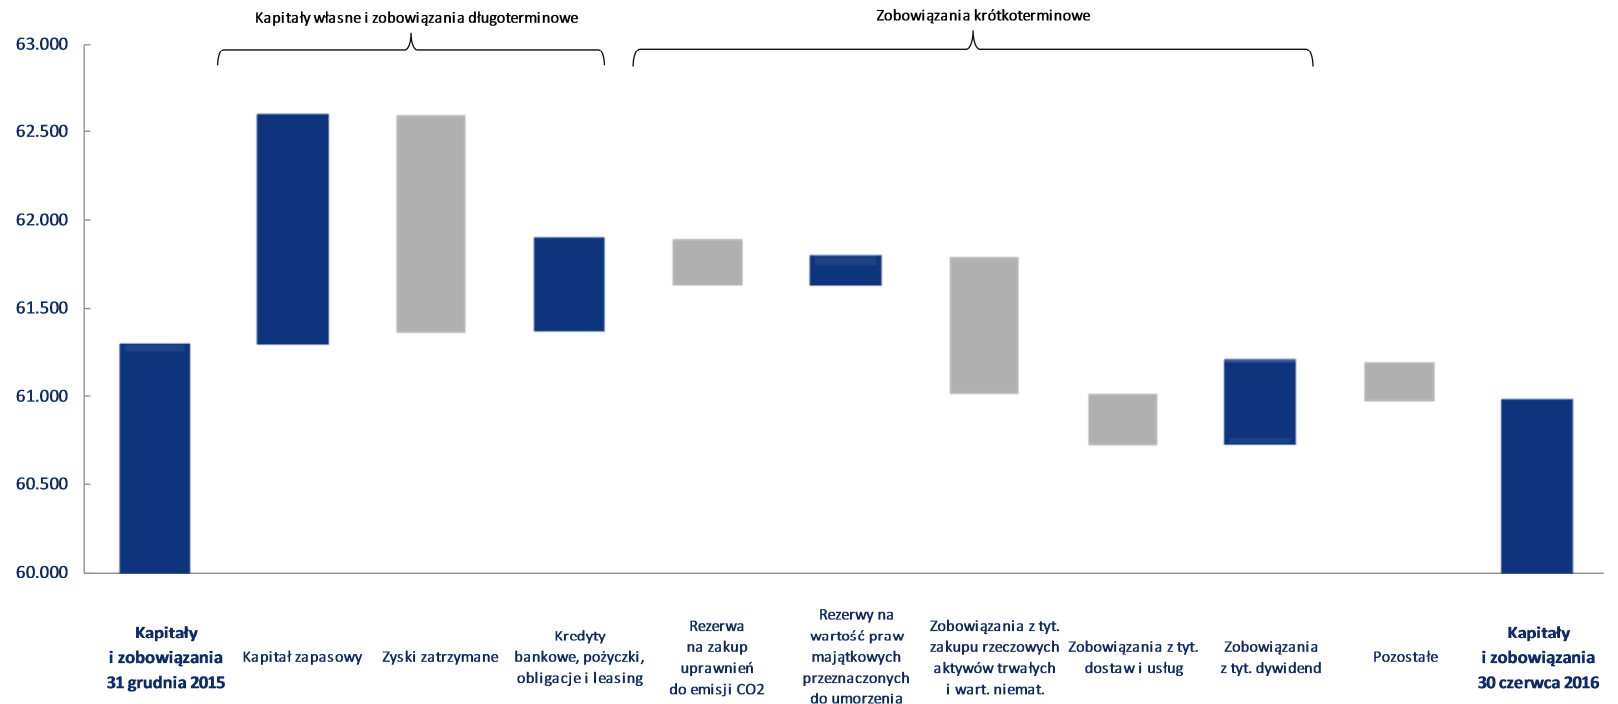 Kapitały własne i zobowiązania długoterminowe
Zobowiązania krótkoterminowe
63.000
62.500
62.000
61.500
61.000
60.500
60.000
Kapitały
i zobowiązania
31 grudnia 2015
Kapitał zapasowy
Zyski zatrzymane
Kredyty
bankowe, pożyczki,
obligacje i leasing
Rezerwa
na zakup
uprawnień
do emisji CO2
Rezerwy na
wartość praw
majątkowych
przeznaczonych
do umorzenia
Zobowiązania z tyt.
zakupu rzeczowych
aktywów trwałych
i wart. niemat.
Zobowiązania z tyt.
dostaw i usług
Zobowiązania
z tyt. dywidend
Pozostałe
Kapitały
i zobowiązania
30 czerwca 2016